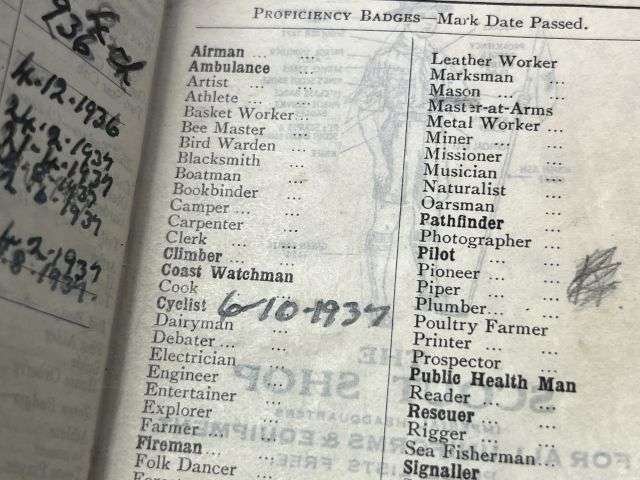 936
4-12-1936
24-2-1937
4-2-1937
Proficiency Badges—Mark Date Passed.
Airman ... ...
Ambulance ...
Artist ... ...
Athlete ... ...
Basket Worker... ...
Bee Master ...
Bird Warden ... ...
Blacksmith ...
Boatman ...
Bookbinder ...
Camper ... ...
Carpenter ...
Clerk ... ...
Climber ... ...
Coast Watchman
Cook ... ...
Cyclist 6-10-1937
Dairyman ...
Debater ... ...
Electrician ...
Engineer ...
Entertainer ...
Explorer ...
Farmer ... ...
Fireman... ...
Folk Dancer ...
Leather Worker
Marksman ...
Mason ... ...
Master-at-Arms
Metal Worker ...
Miner ... ...
Missioner ...
Musician ...
Naturalist ...
Oarsman ...
Pathfinder ...
Photographer ...
Pilot ... ...
Pioneer ... ...
Piper ... ...
Plumber... ...
Poultry Farmer
Printer ... ...
Prospector ...
Public Health Man
Reader ... ...
Rescuer ...
Rigger ... ...
Sea Fisherman...
Signaller ...